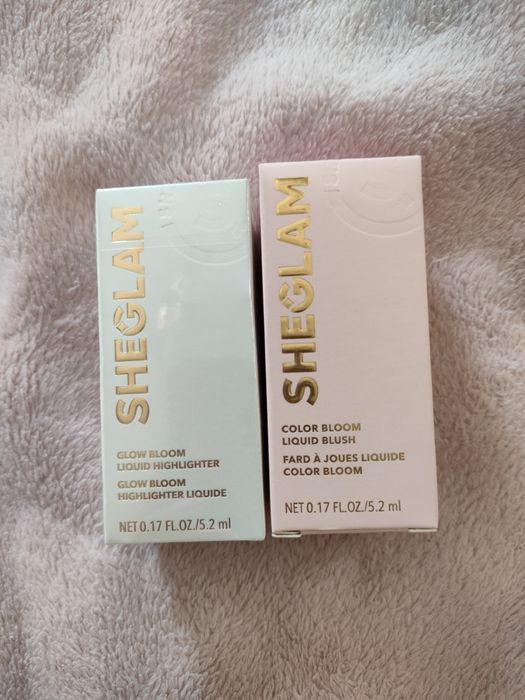 SHEGLAM
GLOW BLOOM
LIQUID HIGHLIGHTER
GLOW BLOOM
HIGHLIGHTER LIQUIDE
NET 0.17 FL.OZ./5.2 ml
SHEGLAM
COLOR BLOOM
LIQUID BLUSH
FARD À JOUES LIQUIDE
COLOR BLOOM
NET 0.17 FL.OZ./5.2 ml